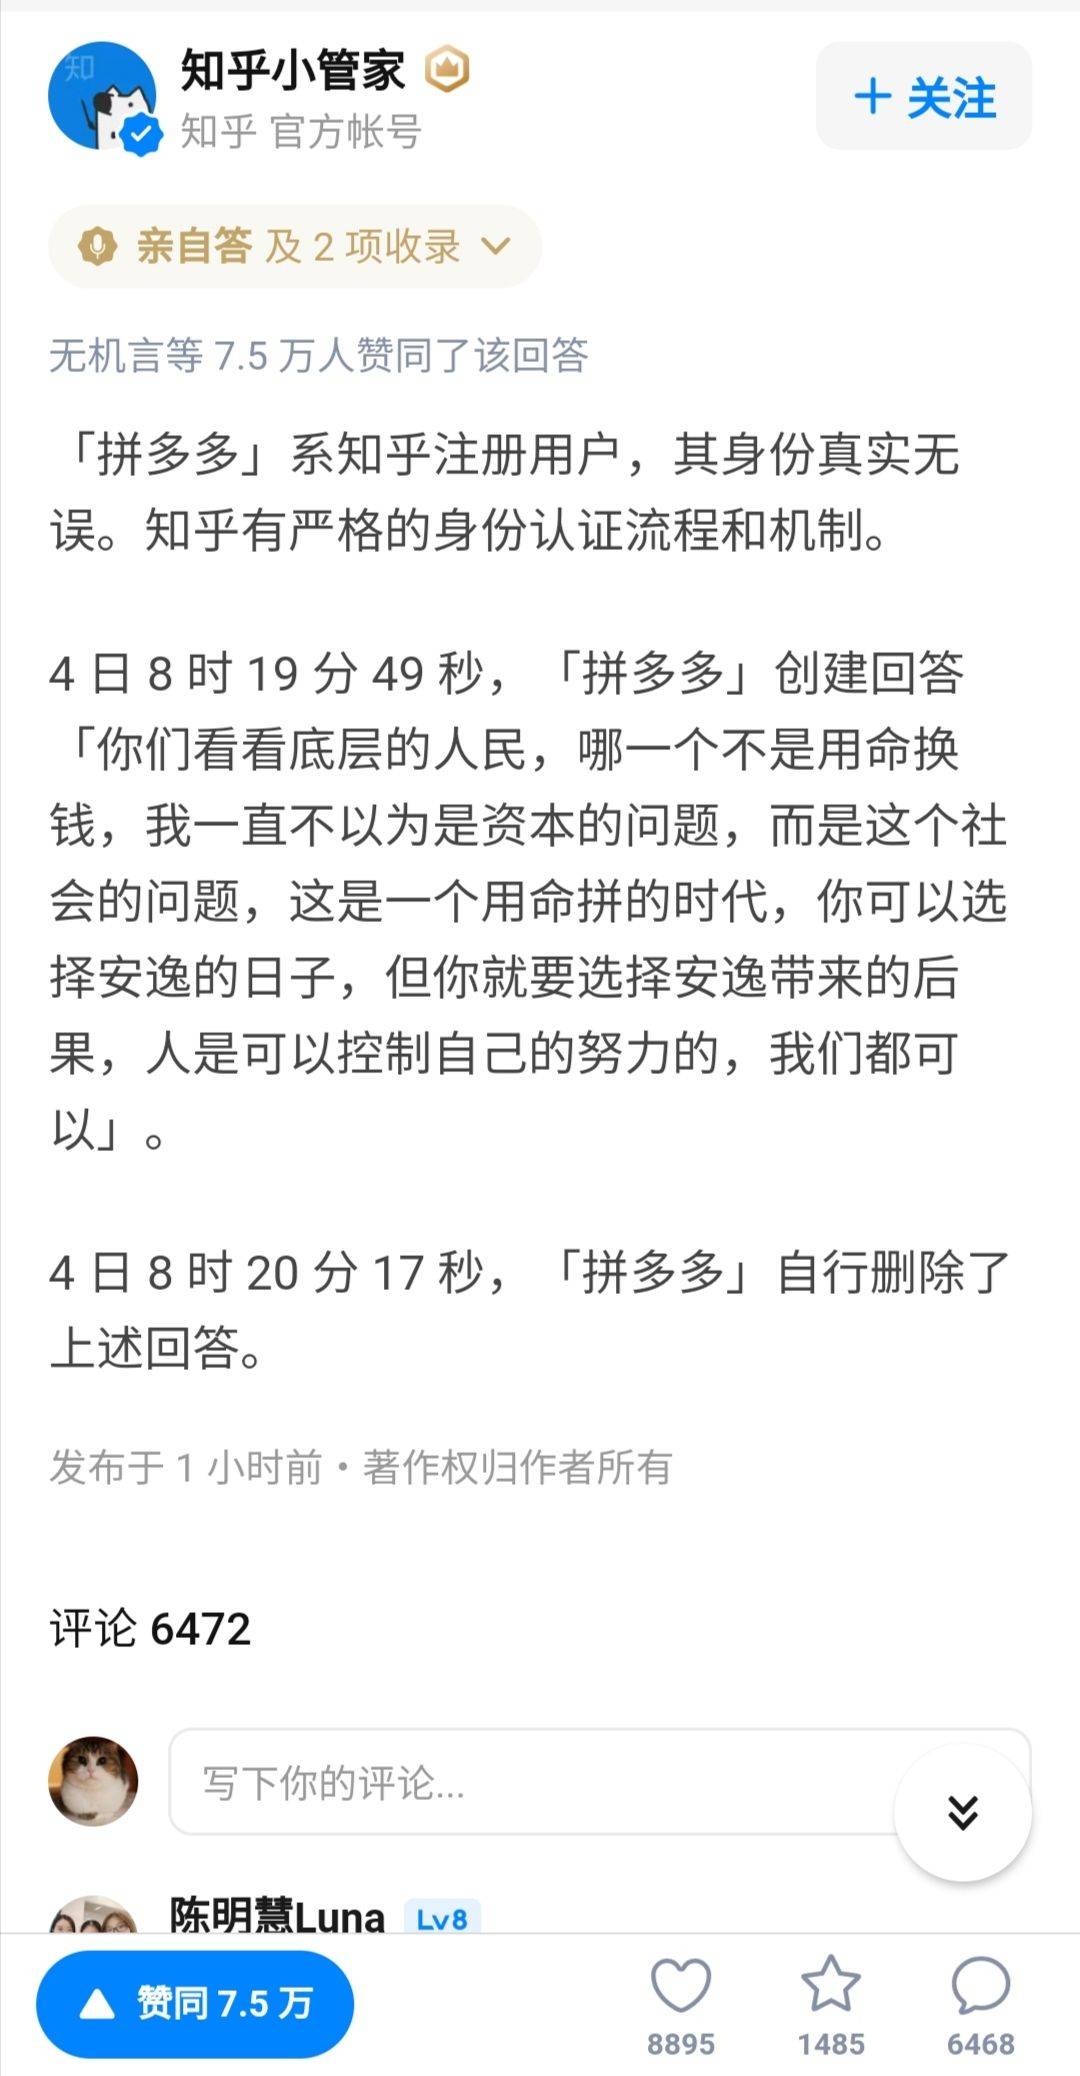 知
知乎小管家
知乎 官方帐号
+ 关注
亲自答 及 2 项收录
无机言等 7.5 万人赞同了该回答
「拼多多」系知乎注册用户，其身份真实无
误。知乎有严格的身份认证流程和机制。
4 日 8 时 19 分 49 秒，「拼多多」创建回答
「你们看看底层的人民，哪一个不是用命换
钱，我一直不以为是资本的问题，而是这个社
会的问题，这是一个用命拼的时代，你可以选
择安逸的日子，但你就要选择安逸带来的后
果，人是可以控制自己的努力的，我们都可
以」。
4 日 8 时 20 分 17 秒，「拼多多」自行删除了
上述回答。
发布于 1 小时前 · 著作权归作者所有
评论 6472
写下你的评论...
陈明慧Luna Lv8
赞同 7.5 万
8895
1485
6468